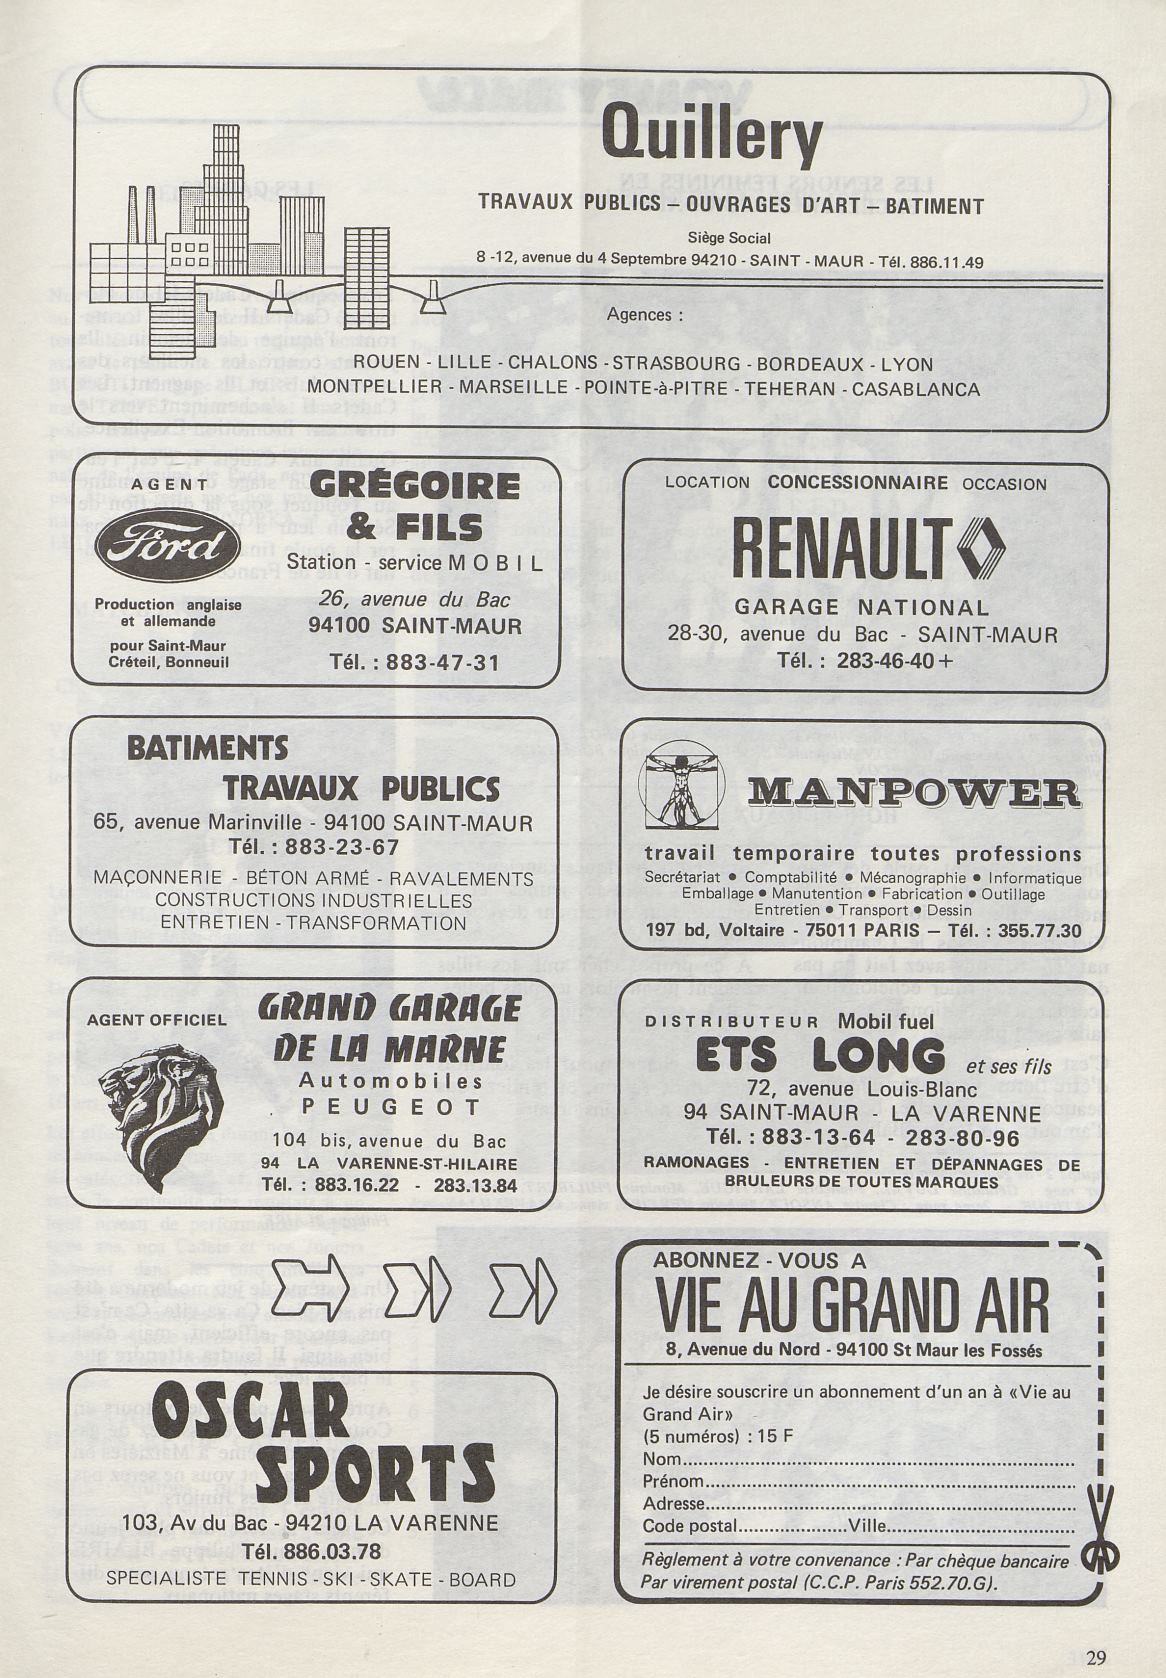 Quillery
TRAVAUX PUBLICS – OUVRAGES D'ART – BATIMENT
Siège Social
8 -12, avenue du 4 Septembre 94210 - SAINT - MAUR - Tél. 886.11.49
Agences :
ROUEN - LILLE - CHALONS - STRASBOURG - BORDEAUX - LYON
MONTPELLIER - MARSEILLE - POINTE-à-PITRE - TEHERAN - CASABLANCA
AGENT
Ford
Production anglaise
et allemande
pour Saint-Maur
Créteil, Bonneuil
GRÉGOIRE
& FILS
Station - service MOBIL
26, avenue du Bac
94100 SAINT-MAUR
Tél. : 883-47-31
LOCATION CONCESSIONNAIRE OCCASION
RENAULT
GARAGE NATIONAL
28-30, avenue du Bac - SAINT-MAUR
Tél. : 283-46-40+
BATIMENTS
TRAVAUX PUBLICS
65, avenue Marinville - 94100 SAINT-MAUR
Tél. : 883-23-67
MAÇONNERIE - BÉTON ARMÉ - RAVALEMENTS
CONSTRUCTIONS INDUSTRIELLES
ENTRETIEN - TRANSFORMATION
MANPOWER
travail temporaire toutes professions
Secrétariat • Comptabilité • Mécanographie • Informatique
Emballage • Manutention • Fabrication • Outillage
Entretien • Transport • Dessin
197 bd, Voltaire - 75011 PARIS – Tél. : 355.77.30
AGENT OFFICIEL
GRAND GARAGE
DE LA MARNE
Automobiles
PEUGEOT
104 bis, avenue du Bac
94 LA VARENNE-ST-HILAIRE
Tél. : 883.16.22 - 283.13.84
DISTRIBUTEUR Mobil fuel
ETS LONG et ses fils
72, avenue Louis-Blanc
94 SAINT-MAUR - LA VARENNE
Tél. : 883-13-64 - 283-80-96
RAMONAGES - ENTRETIEN ET DÉPANNAGES DE
BRULEURS DE TOUTES MARQUES
OSCAR
SPORTS
103, Av du Bac - 94210 LA VARENNE
Tél. 886.03.78
SPECIALISTE TENNIS - SKI - SKATE - BOARD
ABONNEZ - VOUS A
VIE AU GRAND AIR
8, Avenue du Nord - 94100 St Maur les Fossés
Je désire souscrire un abonnement d'un an à «Vie au
Grand Air»
(5 numéros) : 15 F
Nom..........
Prénom..........
Adresse..........
Code postal..........Ville..........
Règlement à votre convenance : Par chèque bancaire
Par virement postal (C.C.P. Paris 552.70.G).
29